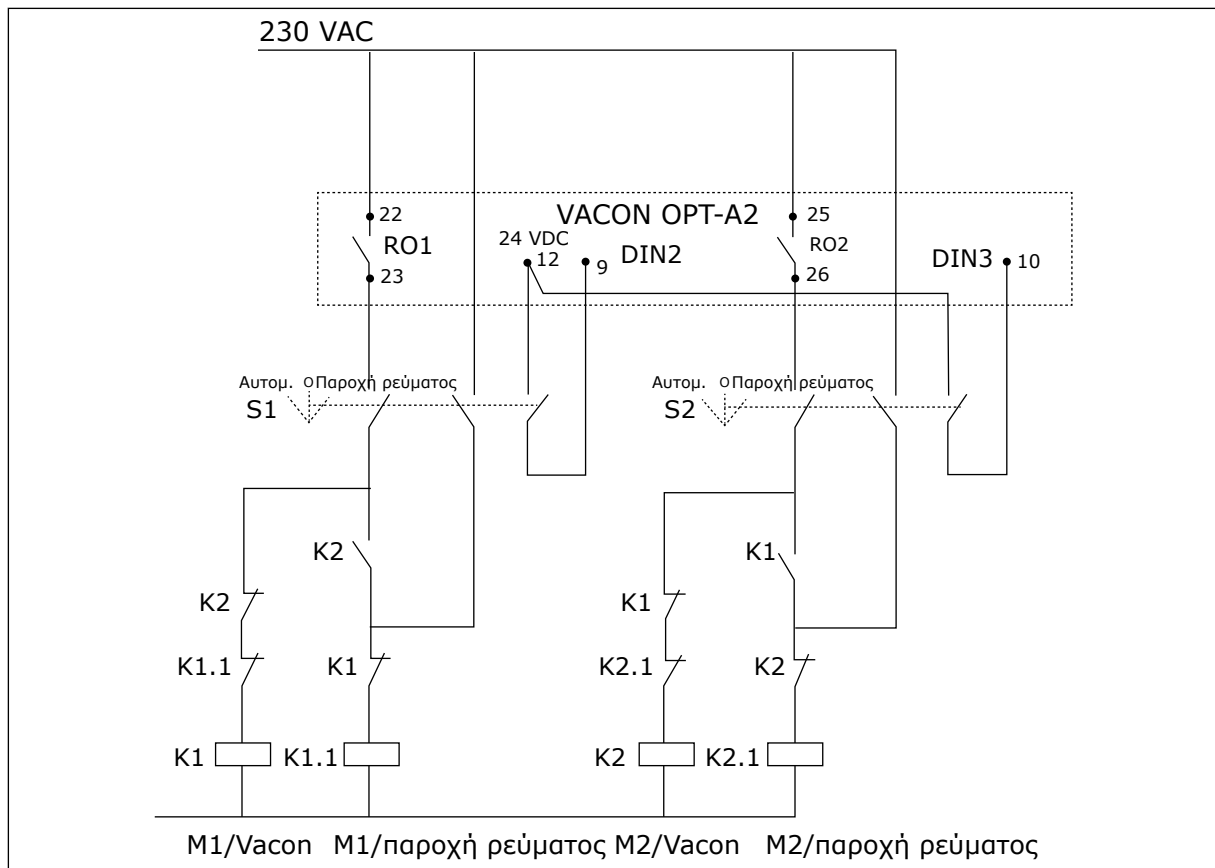 230 VAC
VACON OPT-A2
22
RO1
23
24 VDC
12
9
DIN2
25
RO2
26
DIN3
10
Αυτομ. O Παροχή ρεύματος
S1
Αυτομ. O Παροχή ρεύματος
S2
K2
K1
K2
K1
K1.1
K1
K2.1
K2
K1
K1.1
K2
K2.1
M1/Vacon
M1/παροχή ρεύματος
M2/Vacon
M2/παροχή ρεύματος